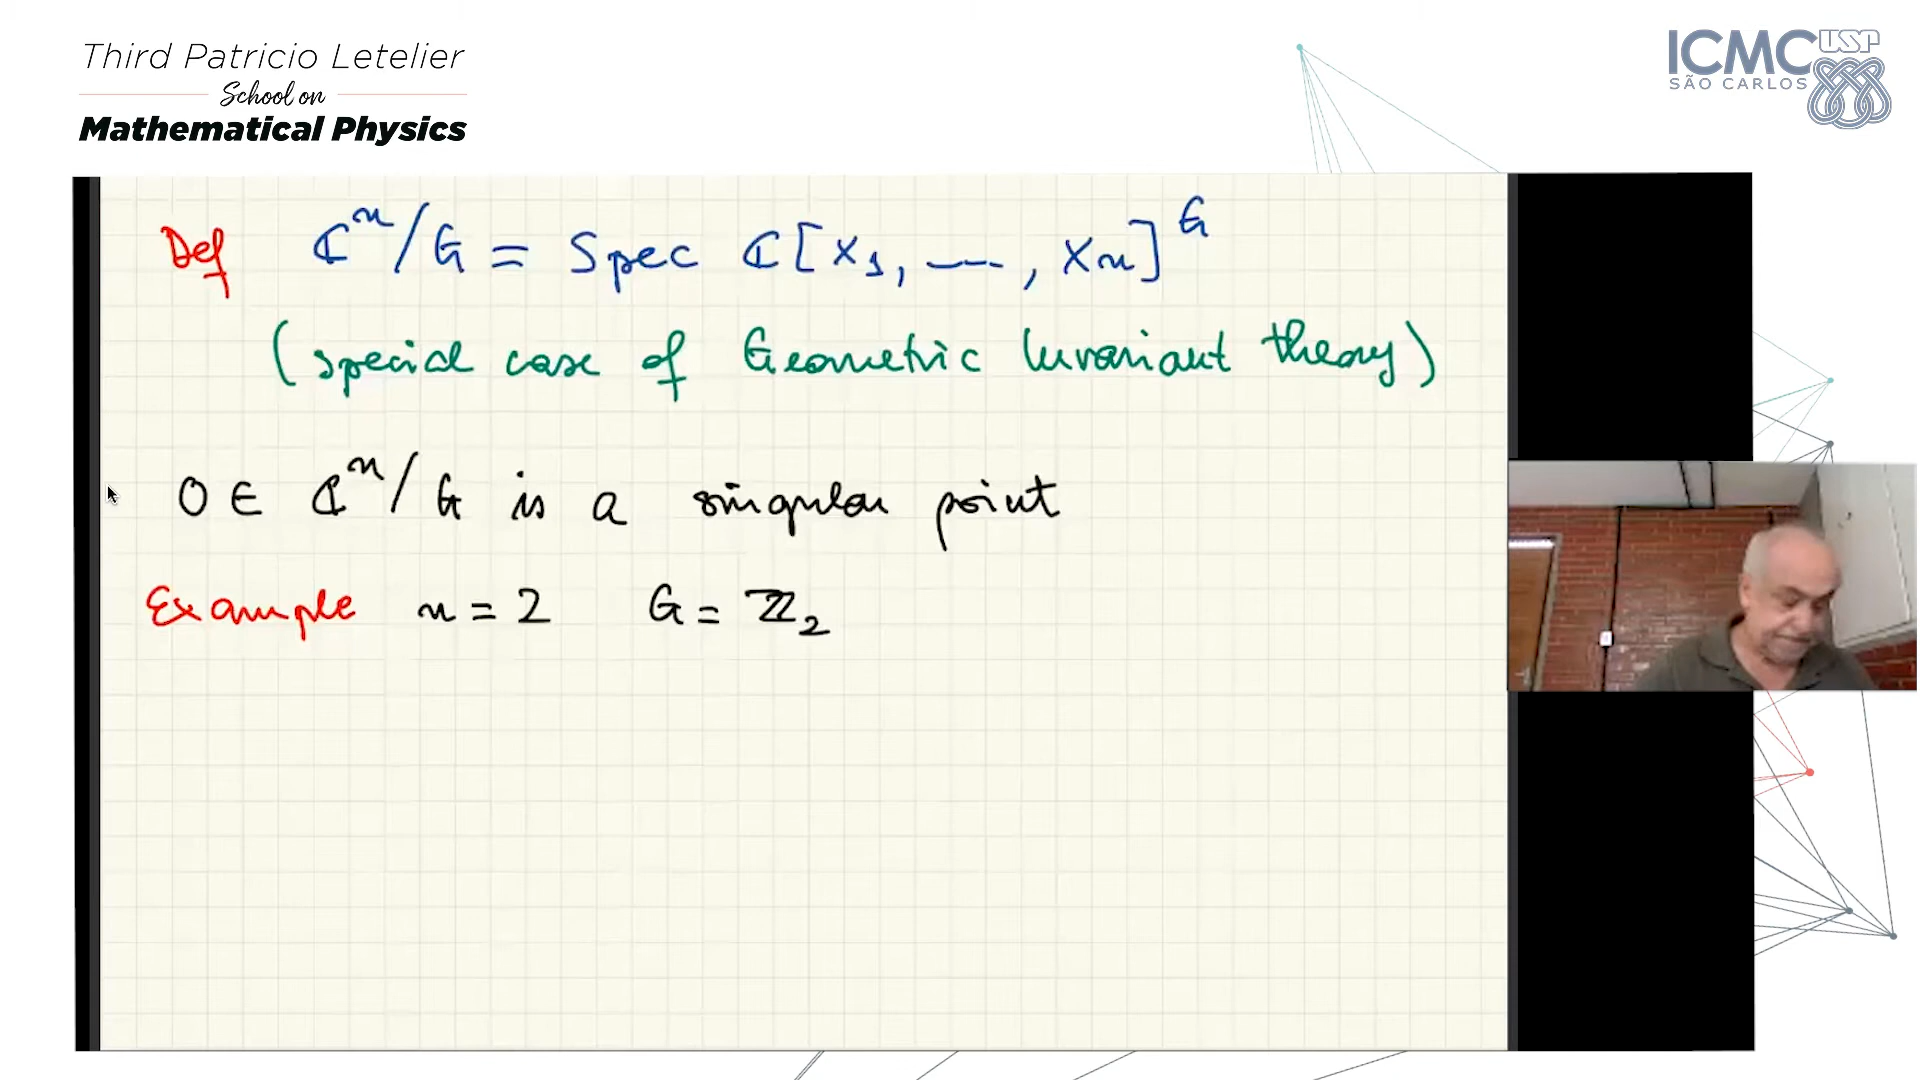 Third Patricio Letelier
School on
Mathematical Physics
ICMC USP
SÃO CARLOS
Def ℂⁿ/G = Spec ℂ[x₁, ---, xₙ]ᴳ
(special case of Geometric Invariant theory)
0 ∈ ℂⁿ/G is a singular point
Example n = 2 G = ℤ₂